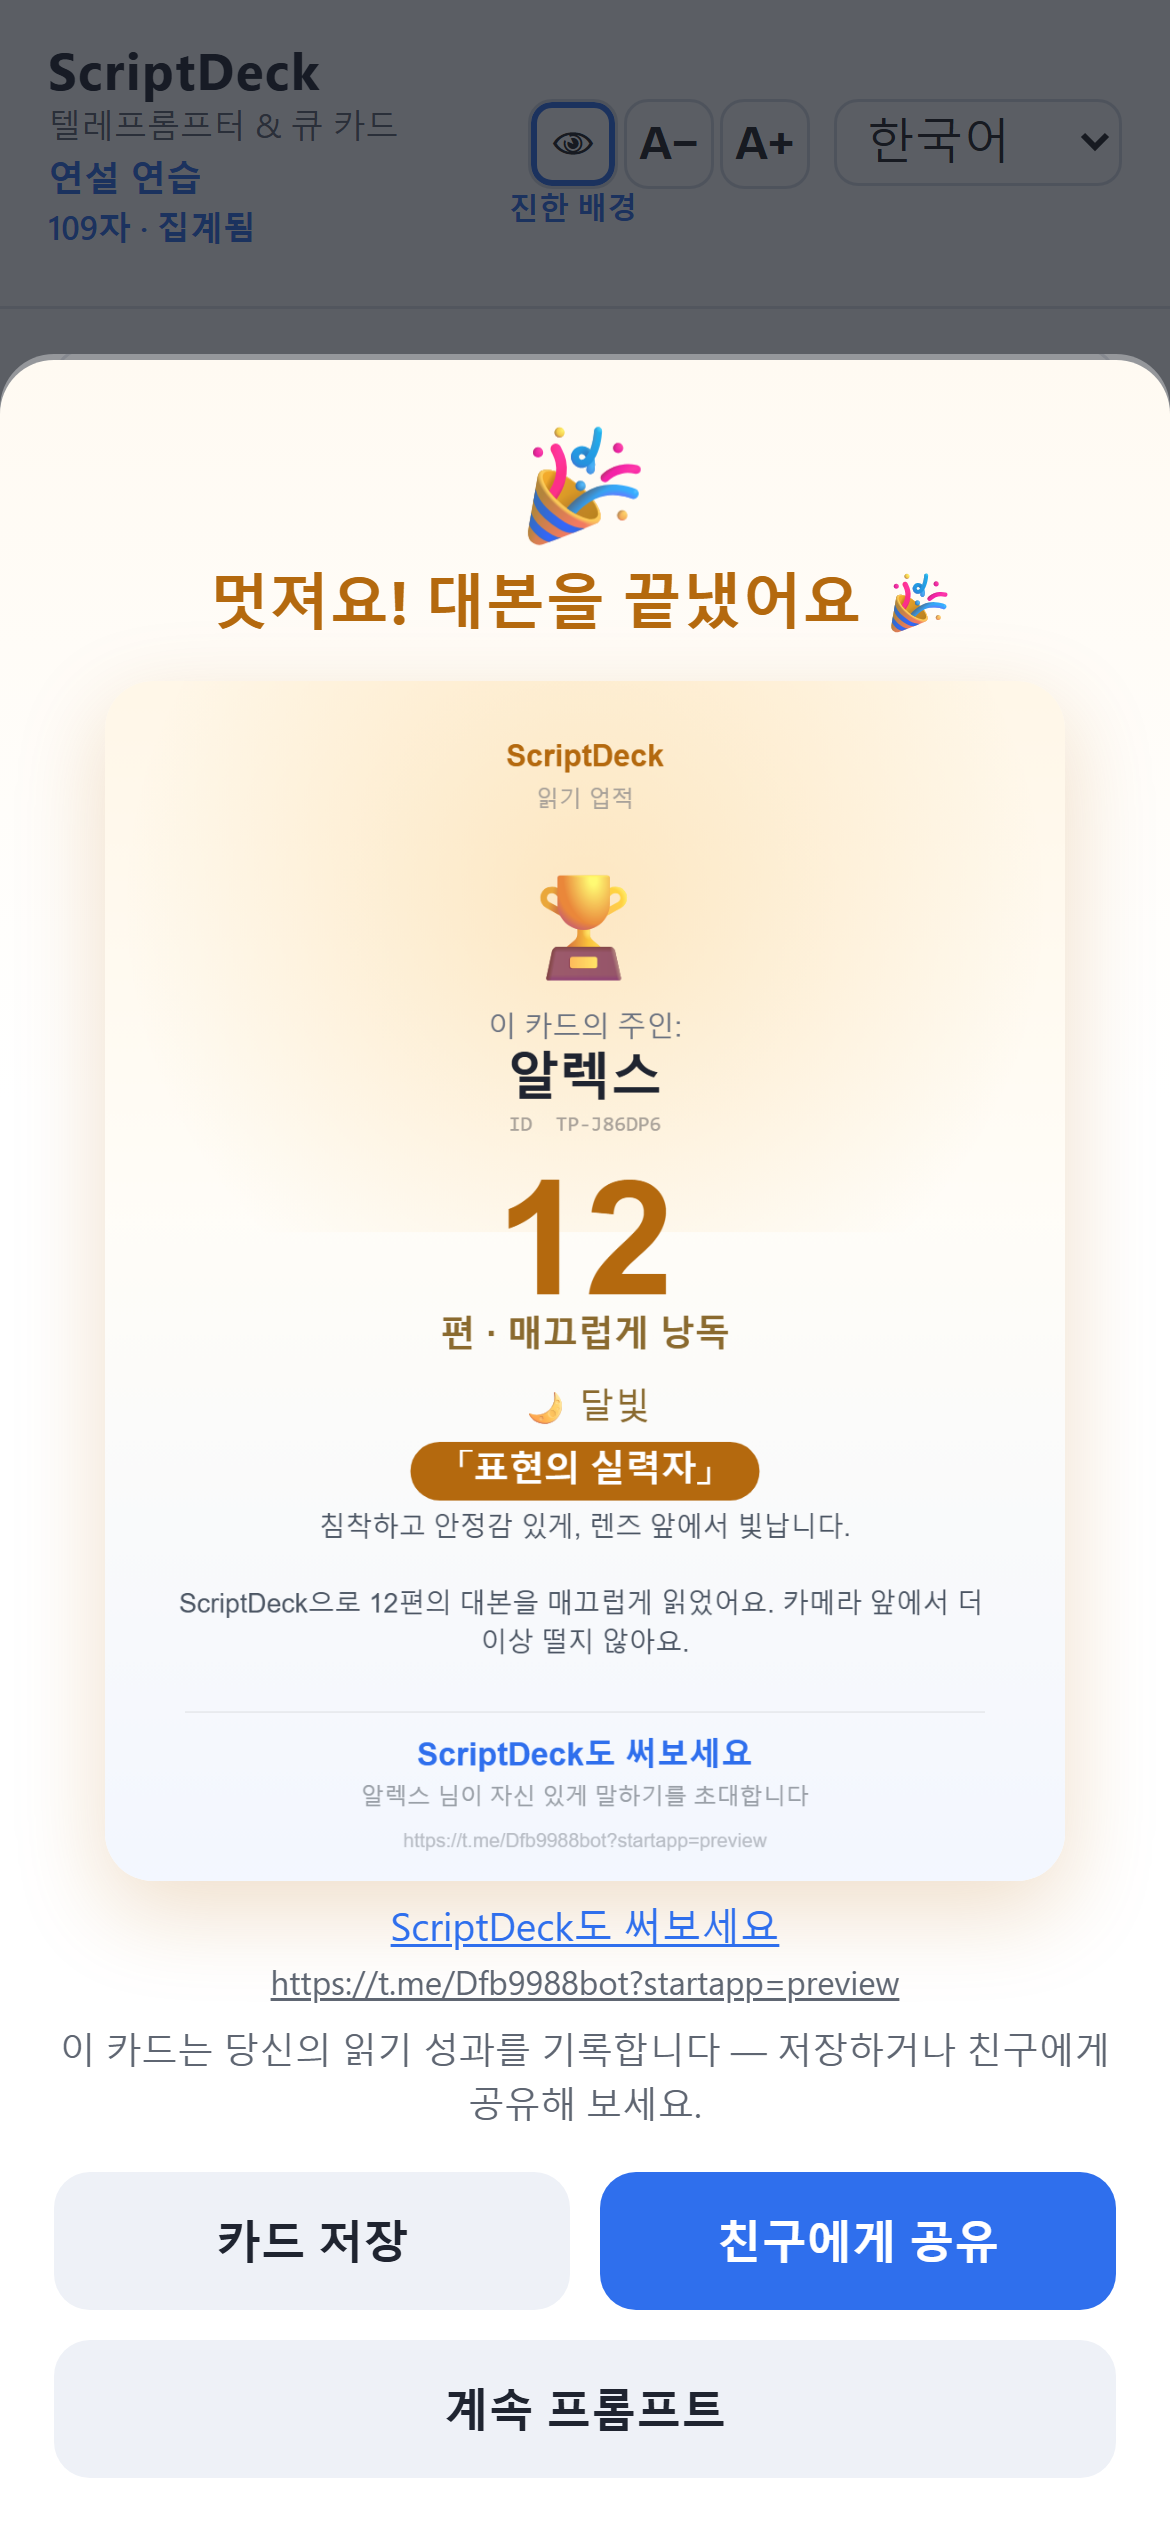 ScriptDeck
텔레프롬프터 & 큐 카드
연설 연습
109자 · 집계됨
진한 배경
A−
A+
한국어
멋져요! 대본을 끝냈어요 🎉
ScriptDeck
읽기 업적
이 카드의 주인:
알렉스
ID TP-J86DP6
12
편 · 매끄럽게 낭독
🌙 달빛
「표현의 실력자」
침착하고 안정감 있게, 렌즈 앞에서 빛납니다.
ScriptDeck으로 12편의 대본을 매끄럽게 읽었어요. 카메라 앞에서 더
이상 떨지 않아요.
ScriptDeck도 써보세요
알렉스 님이 자신 있게 말하기를 초대합니다
https://t.me/Dfb9988bot?startapp=preview
ScriptDeck도 써보세요
https://t.me/Dfb9988bot?startapp=preview
이 카드는 당신의 읽기 성과를 기록합니다 — 저장하거나 친구에게
공유해 보세요.
카드 저장
친구에게 공유
계속 프롬프트